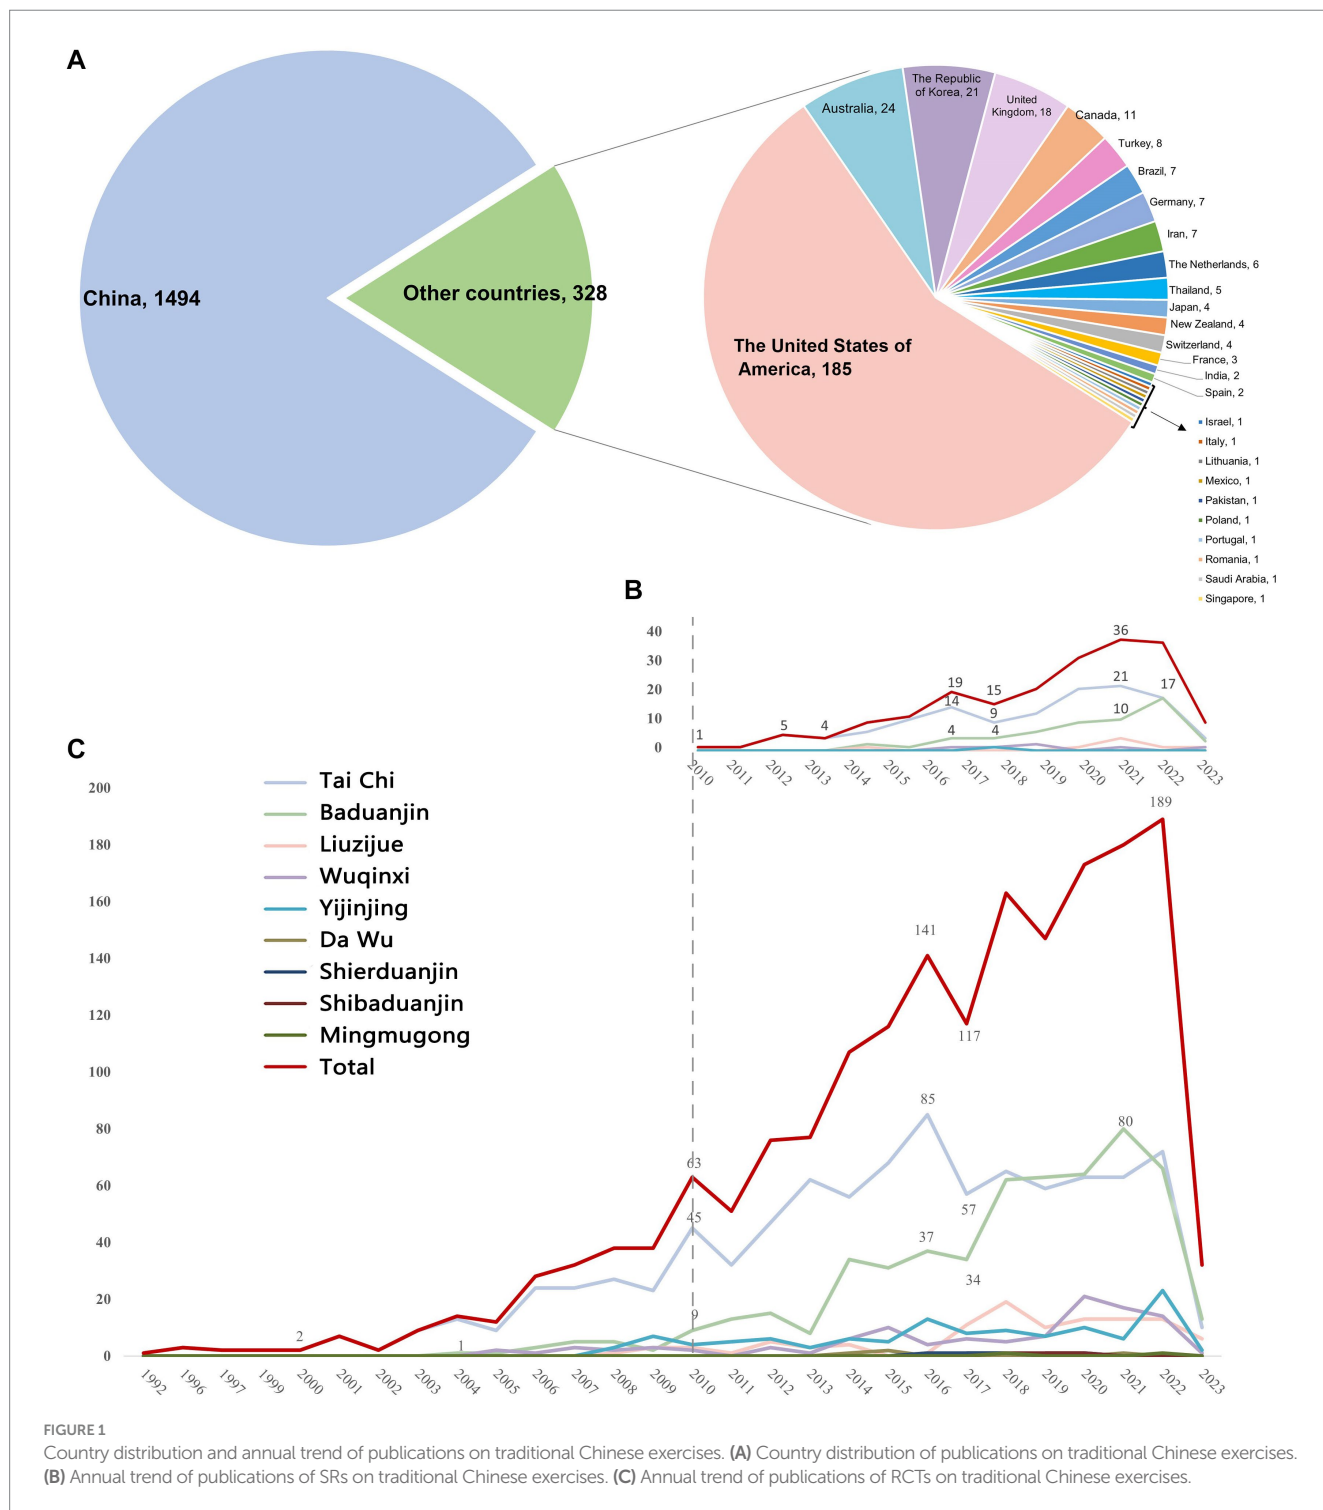 A
China, 1494
Other countries, 328
The United States of
America, 185
Australia, 24
The Republic
of Korea, 21
United
Kingdom, 18
Canada, 11
Turkey, 8
Brazil, 7
Germany, 7
Iran, 7
The Netherlands, 6
Thailand, 5
Japan, 4
New Zealand, 4
Switzerland, 4
France, 3
India, 2
Spain, 2
Israel, 1
Italy, 1
Lithuania, 1
Mexico, 1
Pakistan, 1
Poland, 1
Portugal, 1
Romania, 1
Saudi Arabia, 1
Singapore, 1
B
40
30
20
10
0
1
5
4
19
14
4
15
9
4
36
21
10
17
2010
2011
2012
2013
2014
2015
2016
2017
2018
2019
2020
2021
2022
2023
C
200
180
160
140
120
100
80
60
40
20
0
Tai Chi
Baduanjin
Liuzijue
Wuqinxi
Yijinjing
Da Wu
Shierduanjin
Shibaduanjin
Mingmugong
Total
2
1
63
45
9
141
85
37
117
57
34
80
189
1992
1996
1997
1999
2000
2001
2002
2003
2004
2005
2006
2007
2008
2009
2010
2011
2012
2013
2014
2015
2016
2017
2018
2019
2020
2021
2022
2023
FIGURE 1
Country distribution and annual trend of publications on traditional Chinese exercises. (A) Country distribution of publications on traditional Chinese exercises.
(B) Annual trend of publications of SRs on traditional Chinese exercises. (C) Annual trend of publications of RCTs on traditional Chinese exercises.